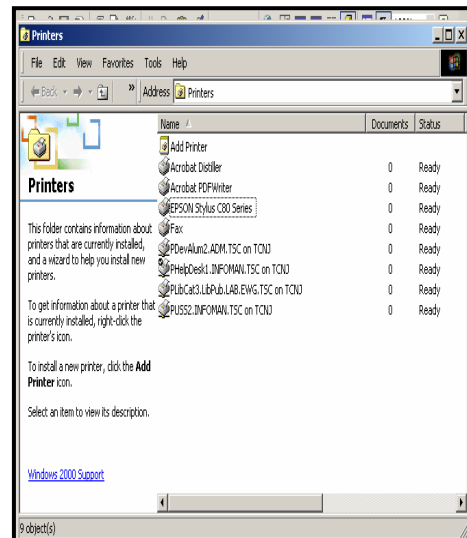 Printers
File Edit View Favorites Tools Help
Back » Address Printers
Name Documents Status
Add Printer
Acrobat Distiller 0 Ready
Acrobat PDFWriter 0 Ready
EPSON Stylus C80 Series 0 Ready
Fax 0 Ready
PDevAlum2.ADM.TSC on TCNJ 0 Ready
PHelpDesk1.INFOMAN.TSC on TCNJ 0 Ready
PLibCat3.LibPub.LAB.EWG.TSC on TCNJ 0 Ready
PUSS2.INFOMAN.TSC on TCNJ 0 Ready
Printers
This folder contains information about
printers that are currently installed,
and a wizard to help you install new
printers.
To get information about a printer that
is currently installed, right-click the
printer's icon.
To install a new printer, click the Add
Printer icon.
Select an item to view its description.
Windows 2000 Support
9 object(s)